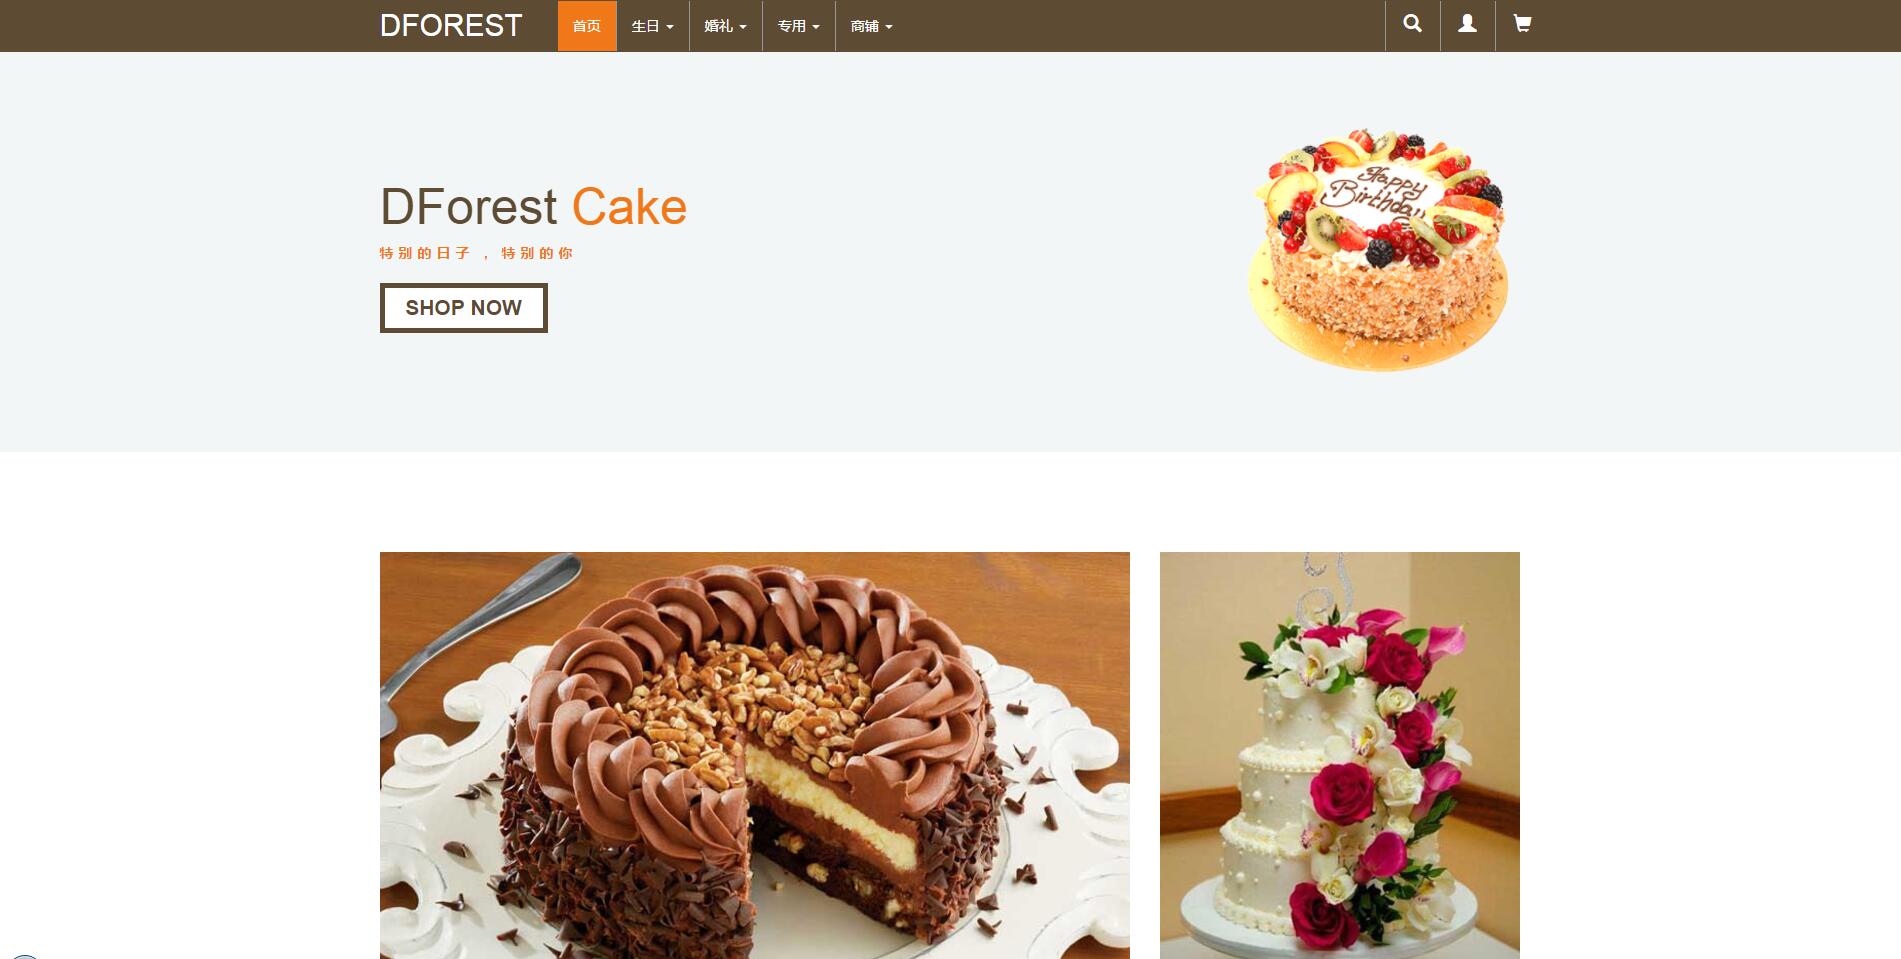 DFOREST
首页
生日
婚礼
专用
商铺
DForest Cake
特别的日子，特别的你
SHOP NOW
Happy
Birthday